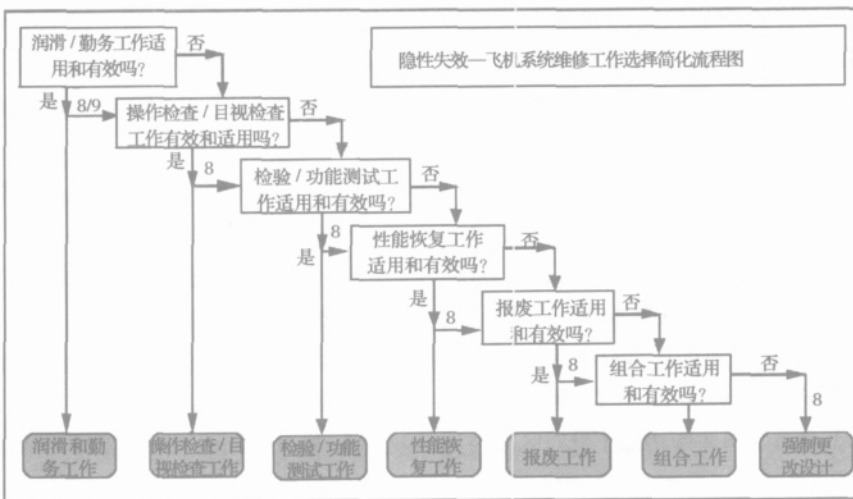 隐性失效—飞机系统维修工作选择简化流程图
润滑/勤务工作适
用和有效吗?
否
是
8/9
操作检查/目视检查
工作有效和适用吗?
否
是
8
检验/功能测试工
作适用和有效吗?
否
是
8
性能恢复工作
适用和有效吗?
否
是
8
报废工作适用
和有效吗?
否
是
8
组合工作适用
和有效吗?
否
8
润滑和勤
务工作
操作检查/目
视检查工作
检验/功能
测试工作
性能恢
复工作
报废工作
组合工作
强制更
改设计